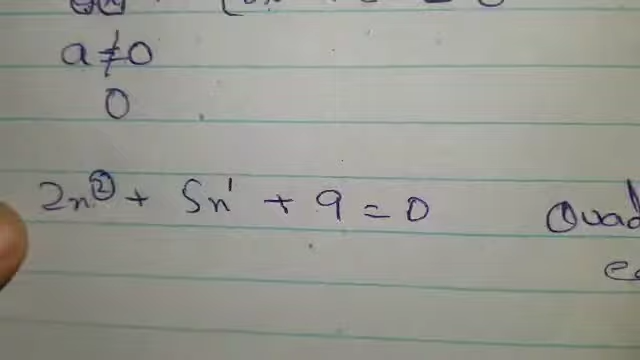 a ≠ 0
0
2x² + 5x¹ + 9 = 0
Quad